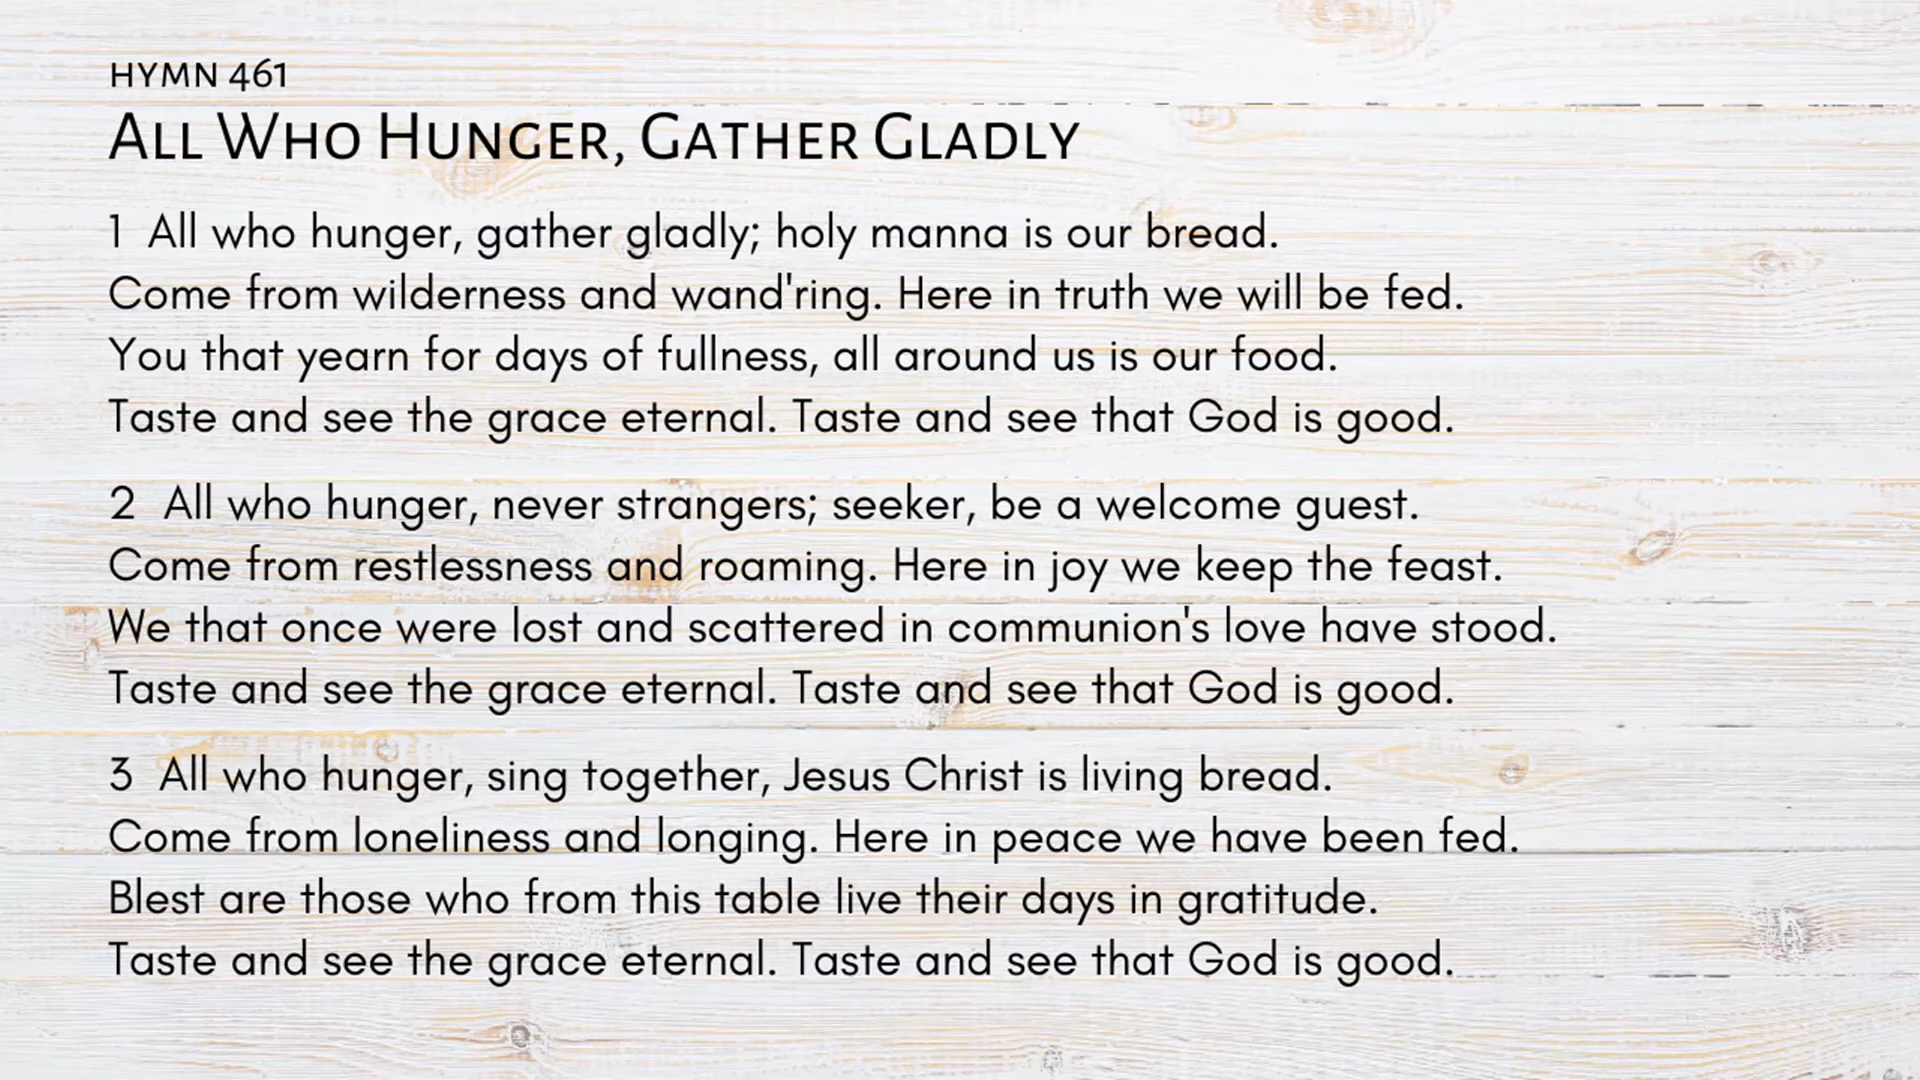 HYMN 461
ALL WHO HUNGER, GATHER GLADLY
1 All who hunger, gather gladly; holy manna is our bread.
Come from wilderness and wand'ring. Here in truth we will be fed.
You that yearn for days of fullness, all around us is our food.
Taste and see the grace eternal. Taste and see that God is good.
2 All who hunger, never strangers; seeker, be a welcome guest.
Come from restlessness and roaming. Here in joy we keep the feast.
We that once were lost and scattered in communion's love have stood.
Taste and see the grace eternal. Taste and see that God is good.
3 All who hunger, sing together, Jesus Christ is living bread.
Come from loneliness and longing. Here in peace we have been fed.
Blest are those who from this table live their days in gratitude.
Taste and see the grace eternal. Taste and see that God is good.